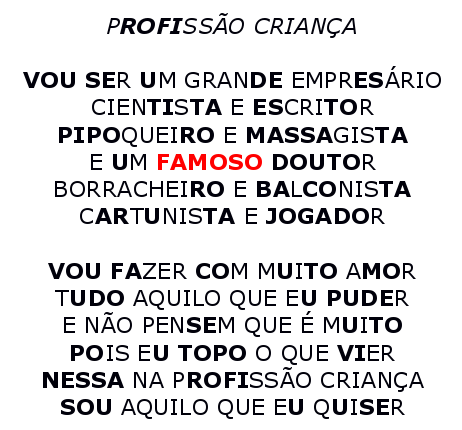 PROFISSÃO CRIANÇA
VOU SER UM GRANDE EMPRESÁRIO
CIENTISTA E ESCRITOR
PIPOQUEIRO E MASSAGISTA
E UM FAMOSO DOUTOR
BORRACHEIRO E BALCONISTA
CARTUNISTA E JOGADOR
VOU FAZER COM MUITO AMOR
TUDO AQUILO QUE EU PUDER
E NÃO PENSEM QUE É MUITO
POIS EU TOPO O QUE VIER
NESSA NA PROFISSÃO CRIANÇA
SOU AQUILO QUE EU QUISER